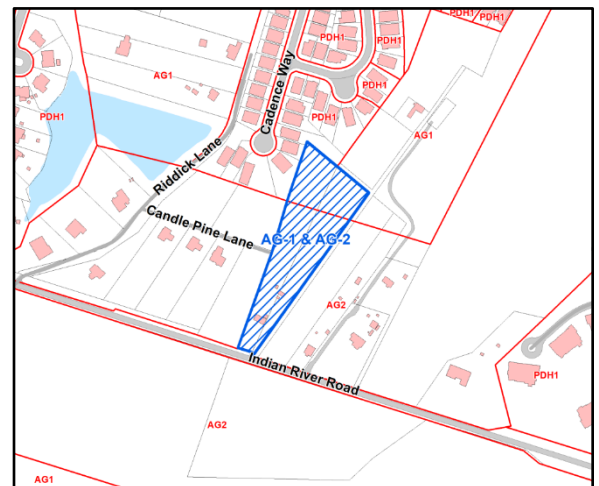 PDH1
PDH1
PDH1
PDH1
AG1
Cadence Way
PDH1
PDH1
AG1
Riddick Lane
Candle Pine Lane
AG-1 & AG-2
AG2
Indian River Road
PDH1
AG2
AG1
AG1